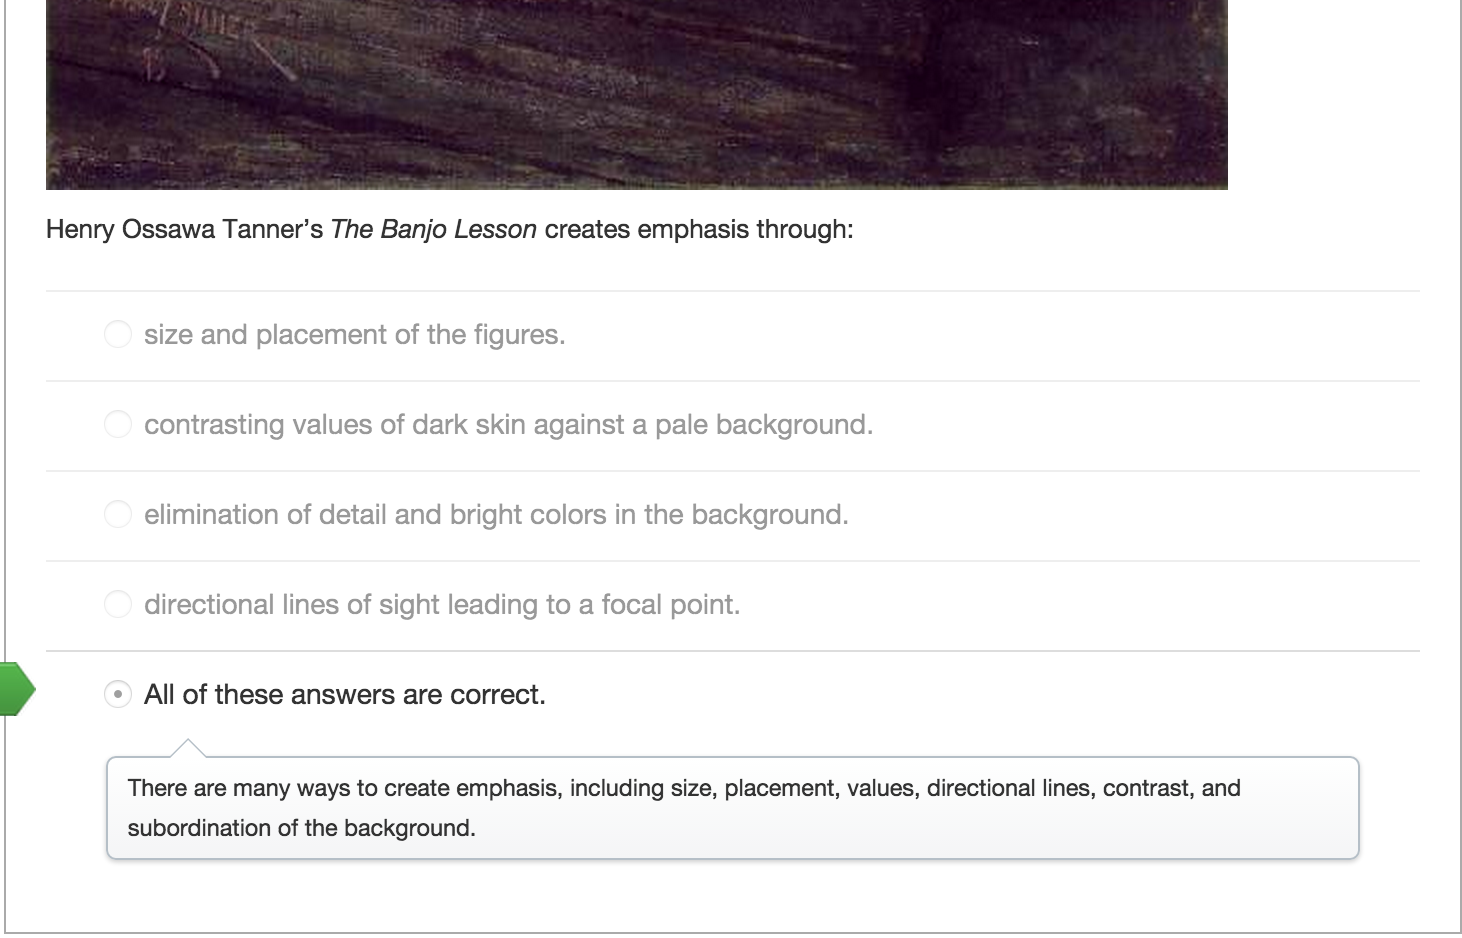 Henry Ossawa Tanner’s The Banjo Lesson creates emphasis through:
size and placement of the figures.
contrasting values of dark skin against a pale background.
elimination of detail and bright colors in the background.
directional lines of sight leading to a focal point.
All of these answers are correct.
There are many ways to create emphasis, including size, placement, values, directional lines, contrast, and
subordination of the background.